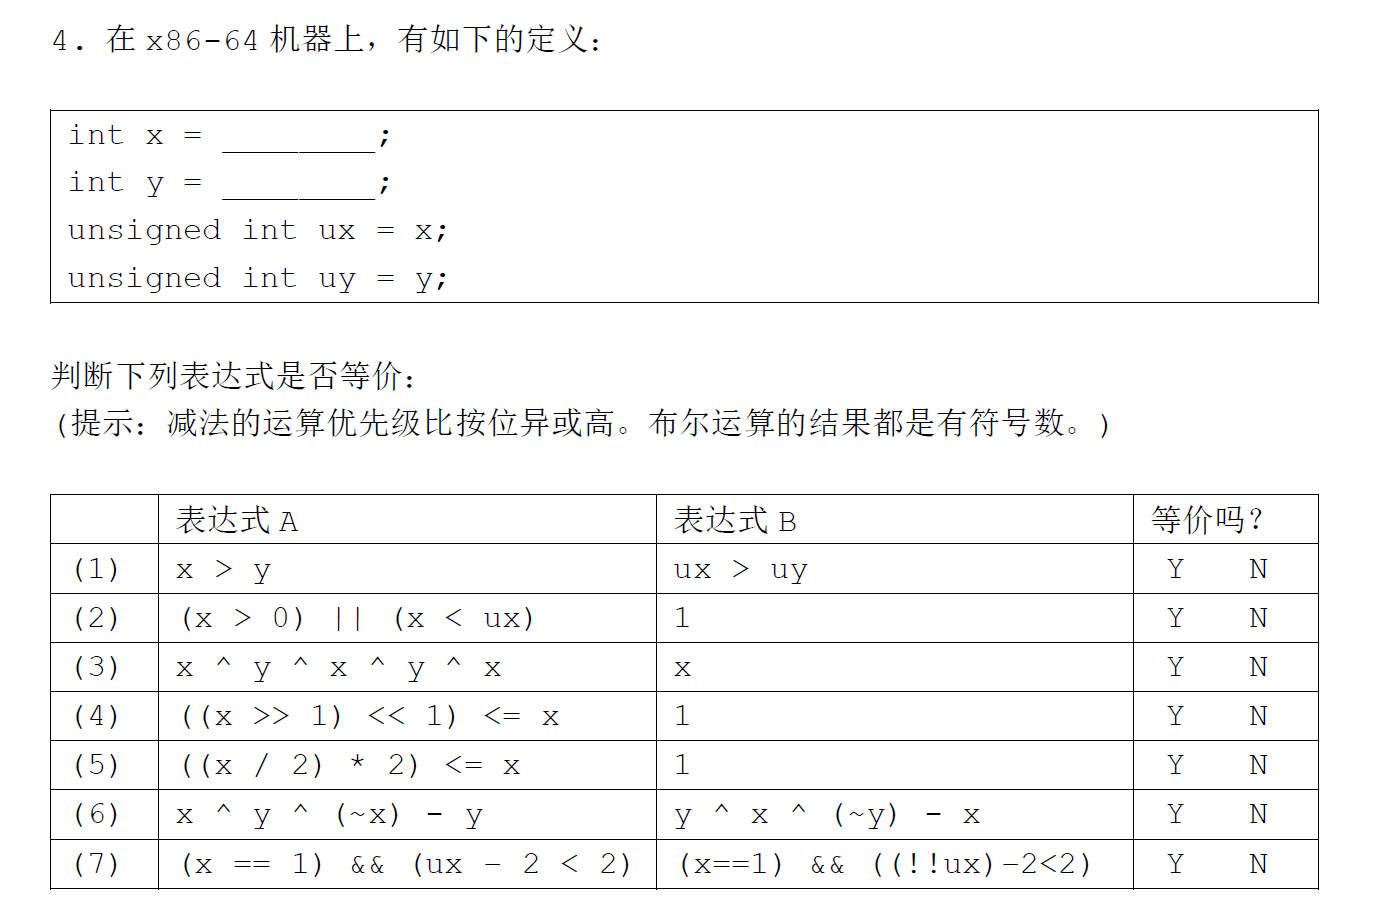 4．在 x86-64 机器上，有如下的定义：
int x = ________;
int y = ________;
unsigned int ux = x;
unsigned int uy = y;
判断下列表达式是否等价：
(提示：减法的运算优先级比按位异或高。布尔运算的结果都是有符号数。)
表达式 A 表达式 B 等价吗？
(1) x > y ux > uy Y N
(2) (x > 0) || (x < ux) 1 Y N
(3) x ^ y ^ x ^ y ^ x x Y N
(4) ((x >> 1) << 1) <= x 1 Y N
(5) ((x / 2) * 2) <= x 1 Y N
(6) x ^ y ^ (~x) - y y ^ x ^ (~y) - x Y N
(7) (x == 1) && (ux – 2 < 2) (x==1) && ((!!ux)–2<2) Y N